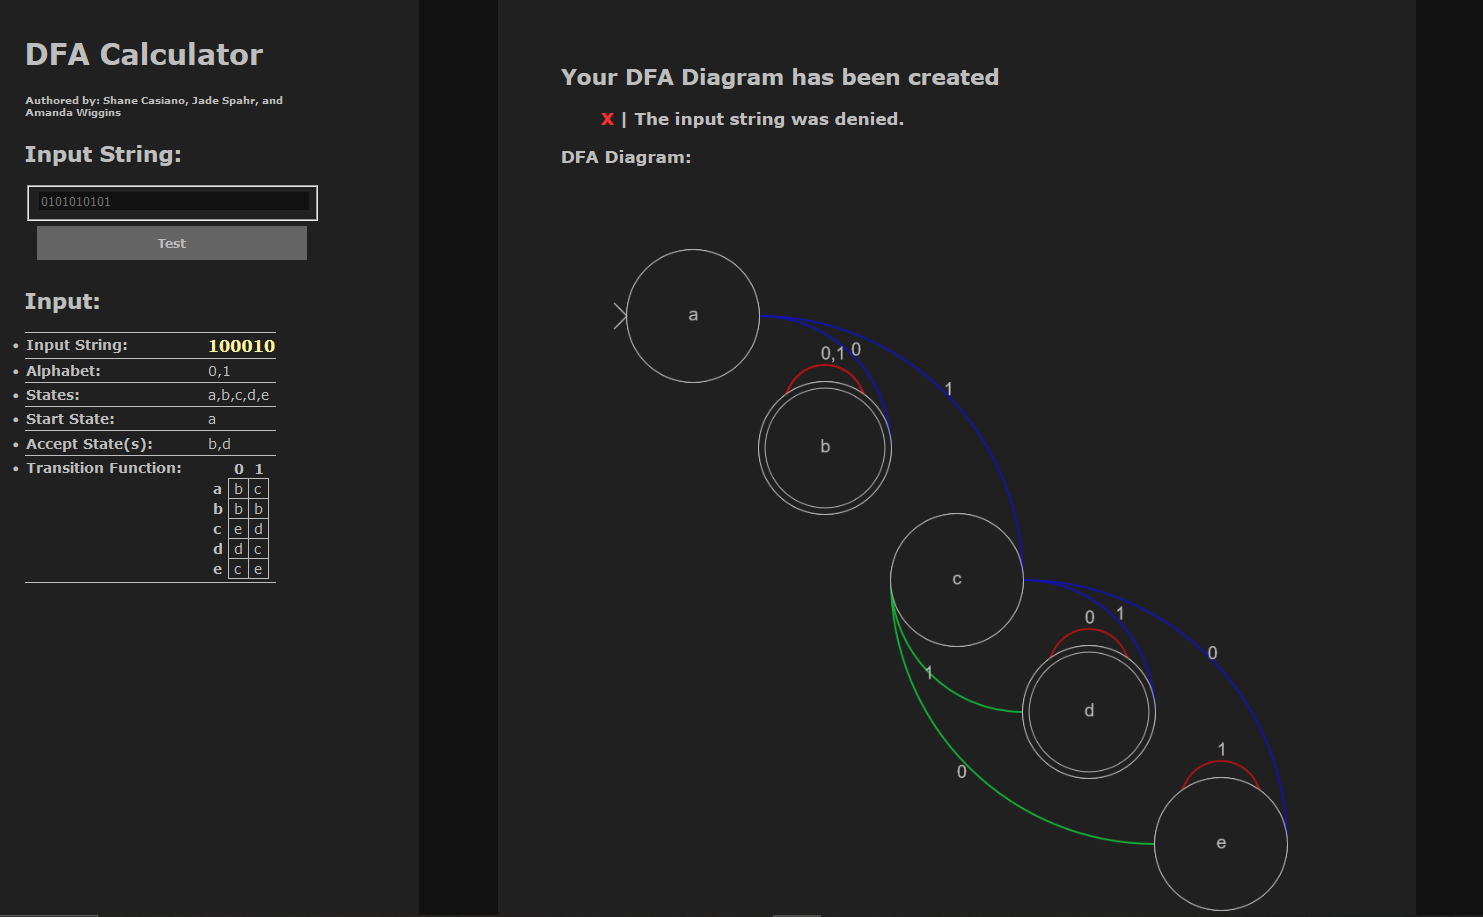 DFA Calculator
Authored by: Shane Casiano, Jade Spahr, and
Amanda Wiggins
Input String:
0101010101
Test
Input:
Input String: 100010
Alphabet: 0,1
States: a,b,c,d,e
Start State: a
Accept State(s): b,d
Transition Function: 0 1
a b c
b b b
c e d
d d c
e c e
Your DFA Diagram has been created
X | The input string was denied.
DFA Diagram:
a
0,1 0
1
b
c
0 1
0
1
d
1
0
e